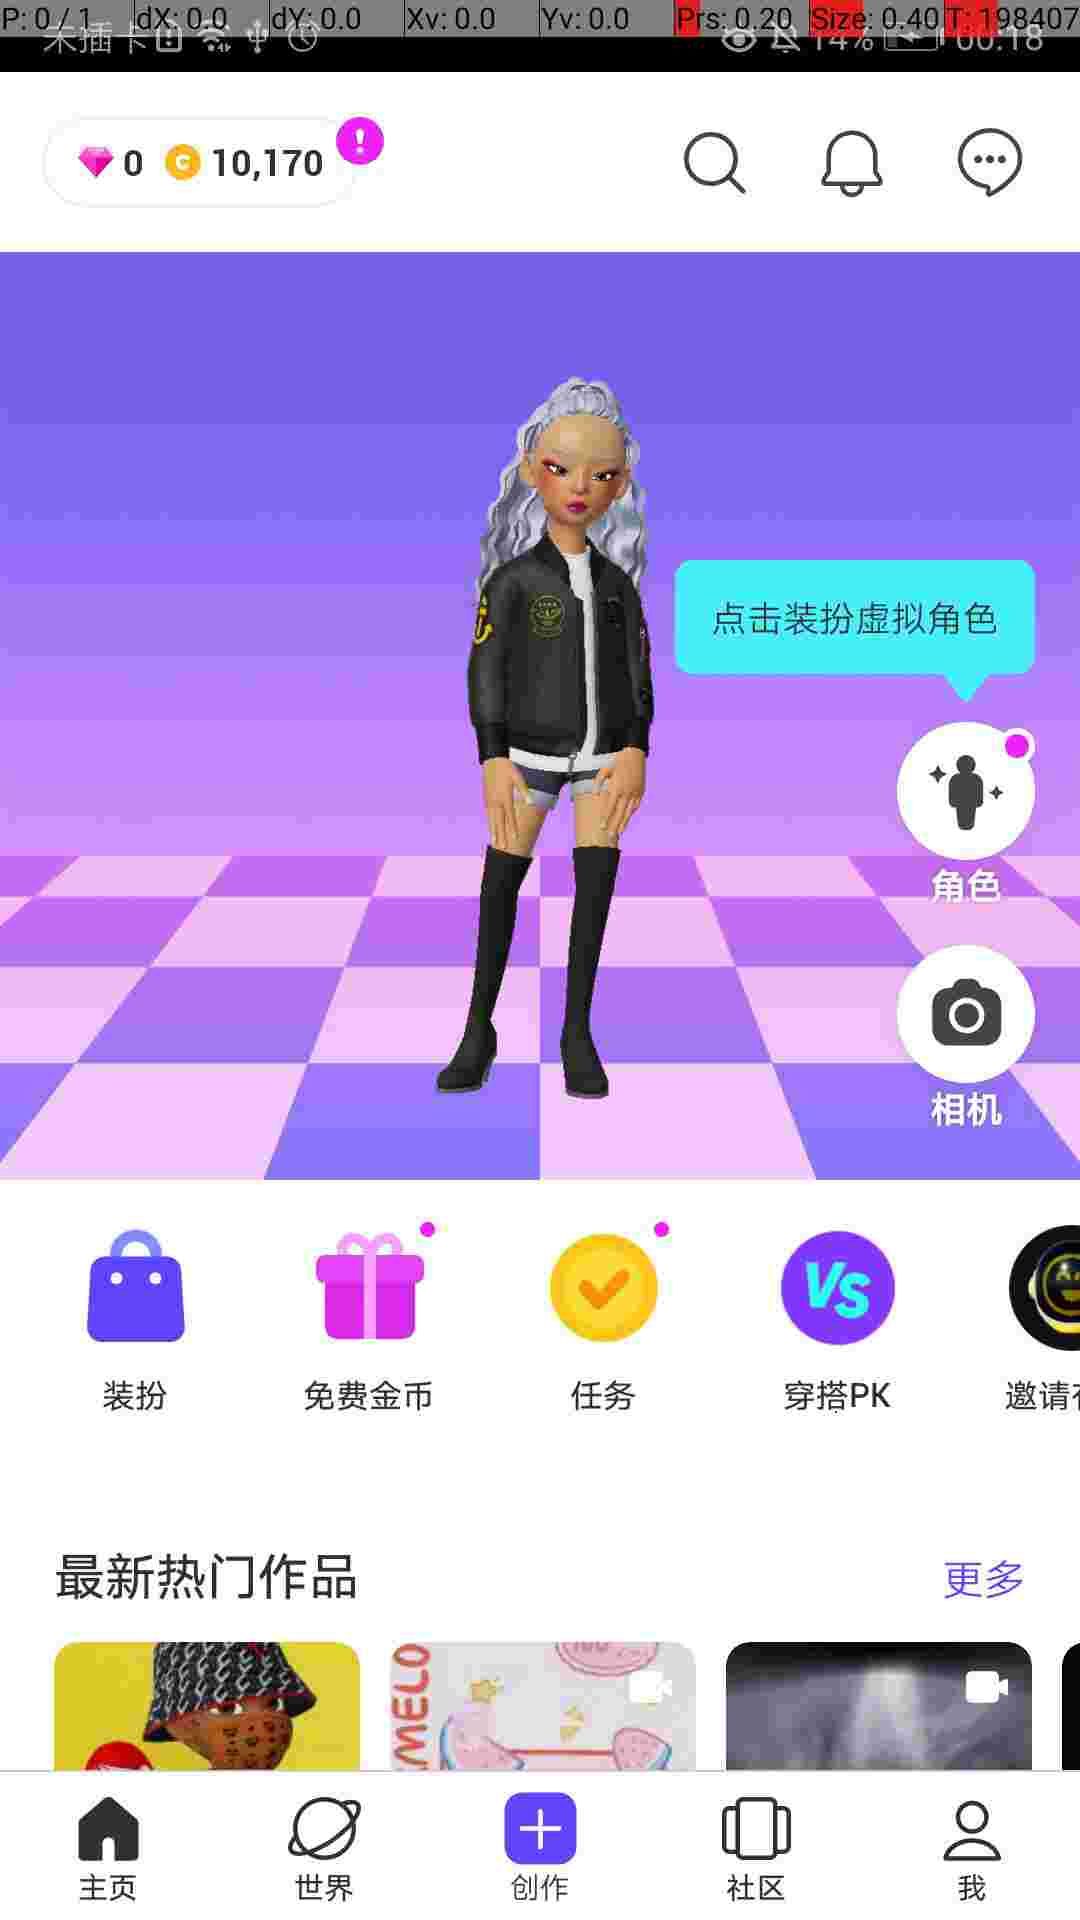 P: 0 / 1 dX: 0.0 dY: 0.0 Xv: 0.0 Yv: 0.0 Prs: 0.20 Size: 0.40 T: 198407
未插卡 14% 00:18
0 10,170
点击装扮虚拟角色
角色
相机
VS
装扮 免费金币 任务 穿搭PK 邀请
最新热门作品 更多
MELO
主页 世界 创作 社区 我